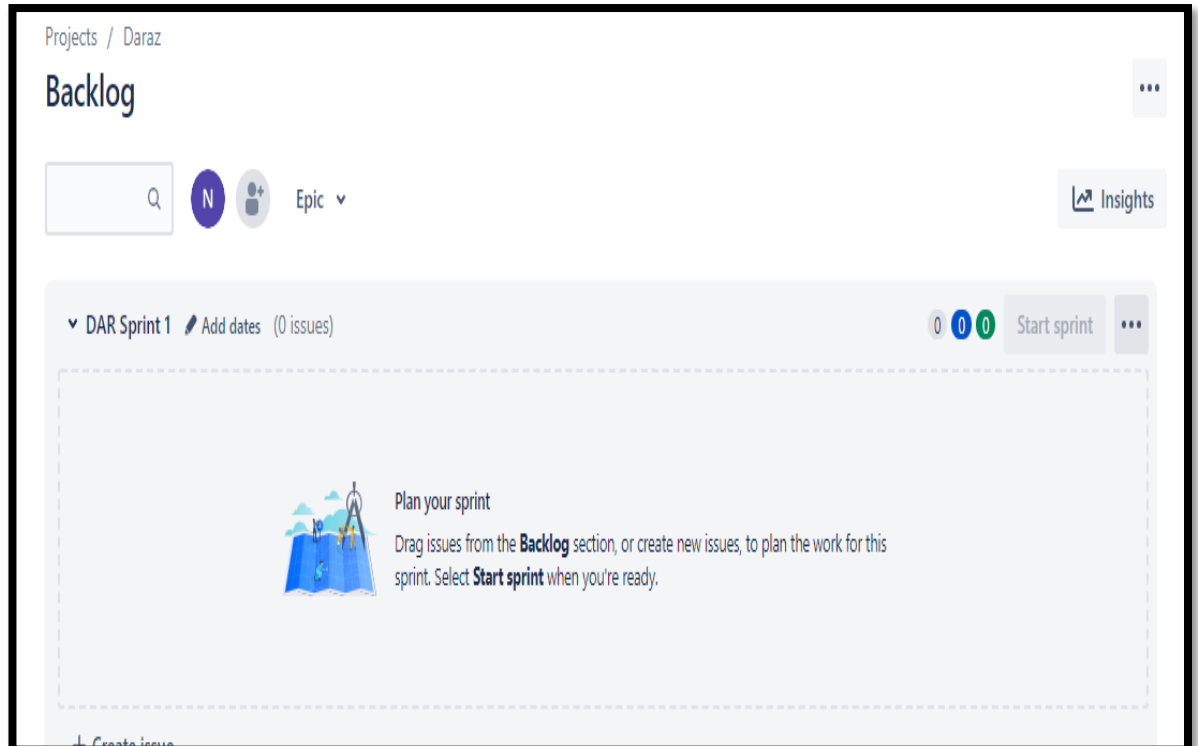 Projects / Daraz
Backlog
N
Epic
Insights
DAR Sprint 1 Add dates (0 issues) 0 0 0 Start sprint
Plan your sprint
Drag issues from the Backlog section, or create new issues, to plan the work for this
sprint. Select Start sprint when you're ready.
+ Create issue